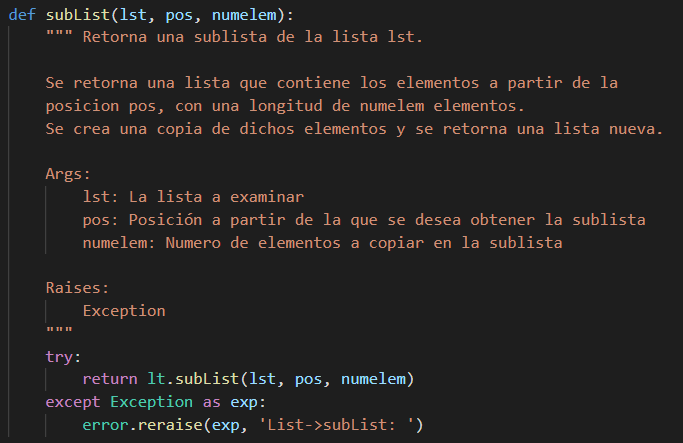 def subList(lst, pos, numelem):
""" Retorna una sublista de la lista lst.
Se retorna una lista que contiene los elementos a partir de la
posicion pos, con una longitud de numelem elementos.
Se crea una copia de dichos elementos y se retorna una lista nueva.
Args:
lst: La lista a examinar
pos: Posición a partir de la que se desea obtener la sublista
numelem: Numero de elementos a copiar en la sublista
Raises:
Exception
"""
try:
return lt.subList(lst, pos, numelem)
except Exception as exp:
error.reraise(exp, 'List->subList: ')